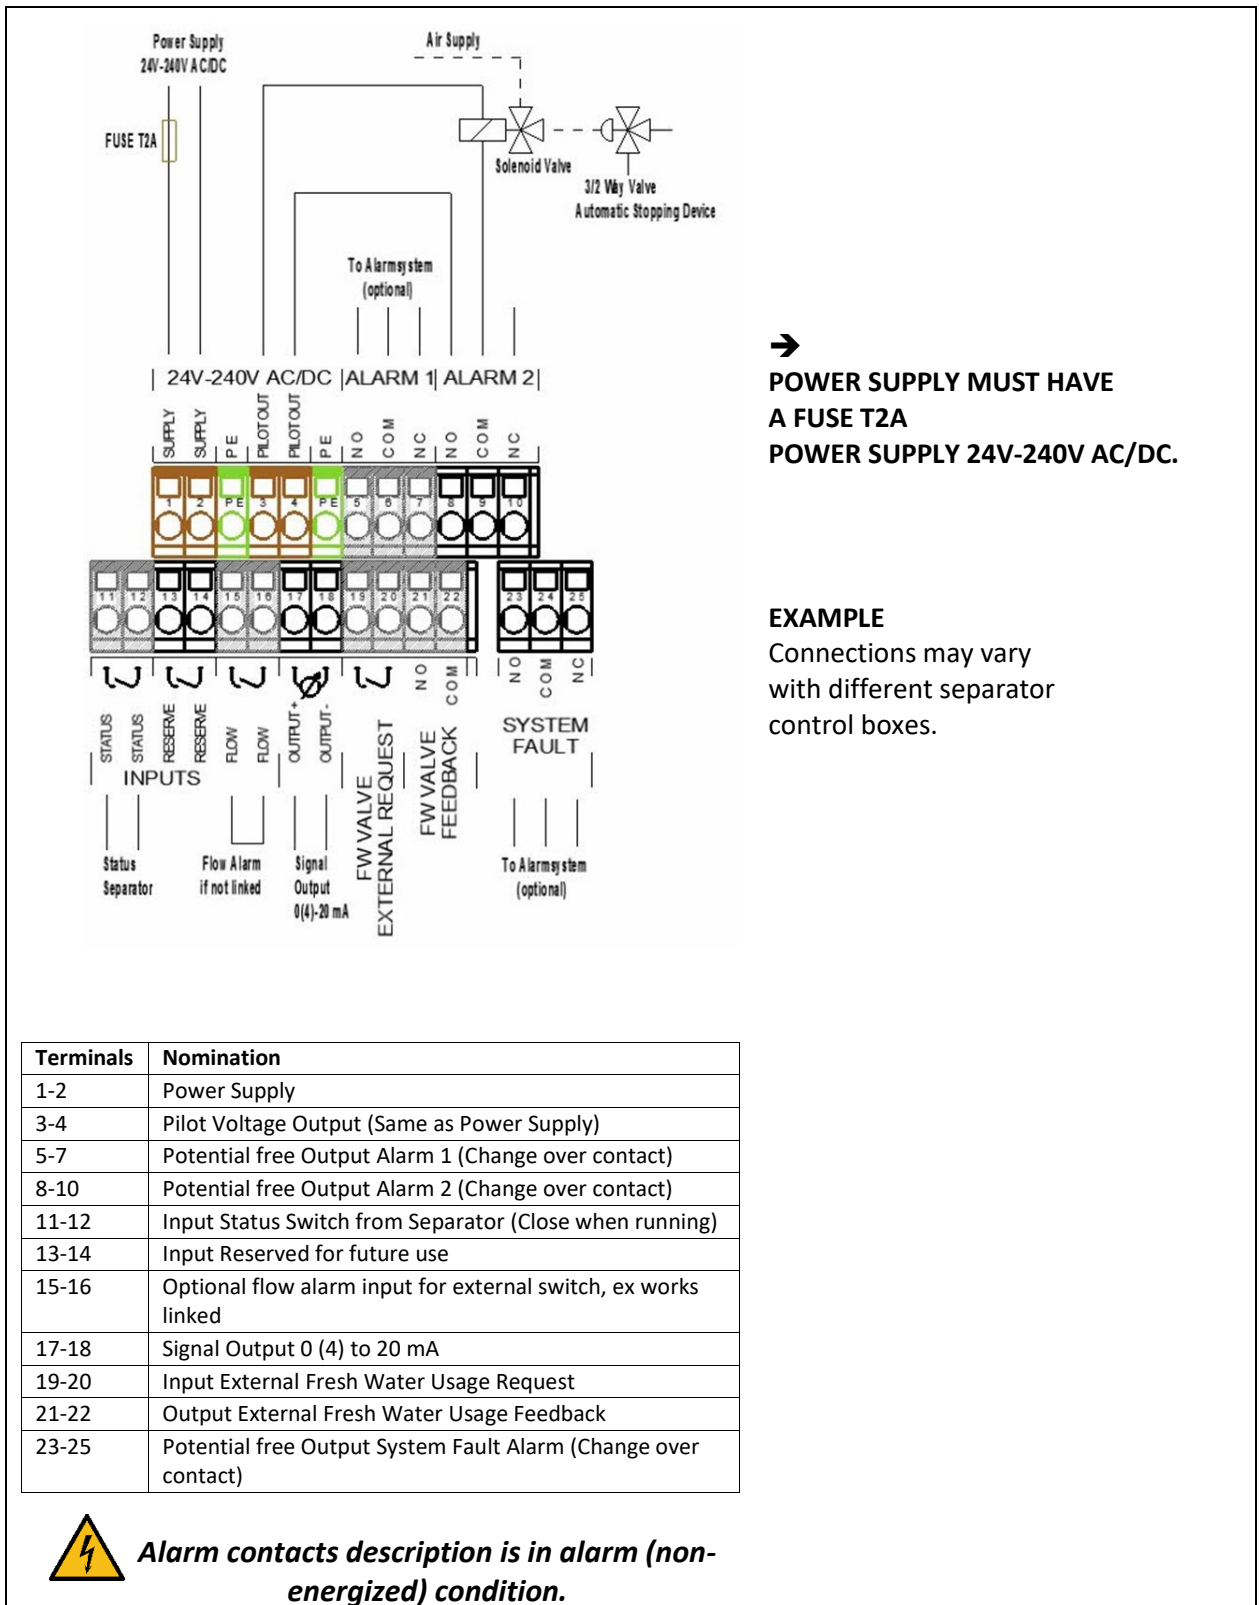 Power Supply
24V-240V AC/DC
Air Supply
FUSE T2A
Solenoid Valve
3/2 Way Valve
Automatic Stopping Device
To Alarmsystem
(optional)
24V-240V AC/DC ALARM 1 ALARM 2
SUPPLY SUPPLY PE PILOT OUT PILOT OUT PE NO COM NC NO COM NC
1 2 PE 3 4 PE 5 6 7 8 9 10
11 12 13 14 15 16 17 18 19 20 21 22 23 24 25
NO COM NO COM NC
STATUS STATUS RESERVE RESERVE FLOW FLOW OUTPUT+ OUTPUT-
INPUTS
FW VALVE
EXTERNAL REQUEST
FW VALVE
FEEDBACK
SYSTEM
FAULT
Status
Separator
Flow Alarm
if not linked
Signal
Output
0(4)-20 mA
To Alarmsystem
(optional)
➔
POWER SUPPLY MUST HAVE
A FUSE T2A
POWER SUPPLY 24V-240V AC/DC.
EXAMPLE
Connections may vary
with different separator
control boxes.
Terminals Nomination
1-2 Power Supply
3-4 Pilot Voltage Output (Same as Power Supply)
5-7 Potential free Output Alarm 1 (Change over contact)
8-10 Potential free Output Alarm 2 (Change over contact)
11-12 Input Status Switch from Separator (Close when running)
13-14 Input Reserved for future use
15-16 Optional flow alarm input for external switch, ex works
linked
17-18 Signal Output 0 (4) to 20 mA
19-20 Input External Fresh Water Usage Request
21-22 Output External Fresh Water Usage Feedback
23-25 Potential free Output System Fault Alarm (Change over
contact)
Alarm contacts description is in alarm (non-
energized) condition.